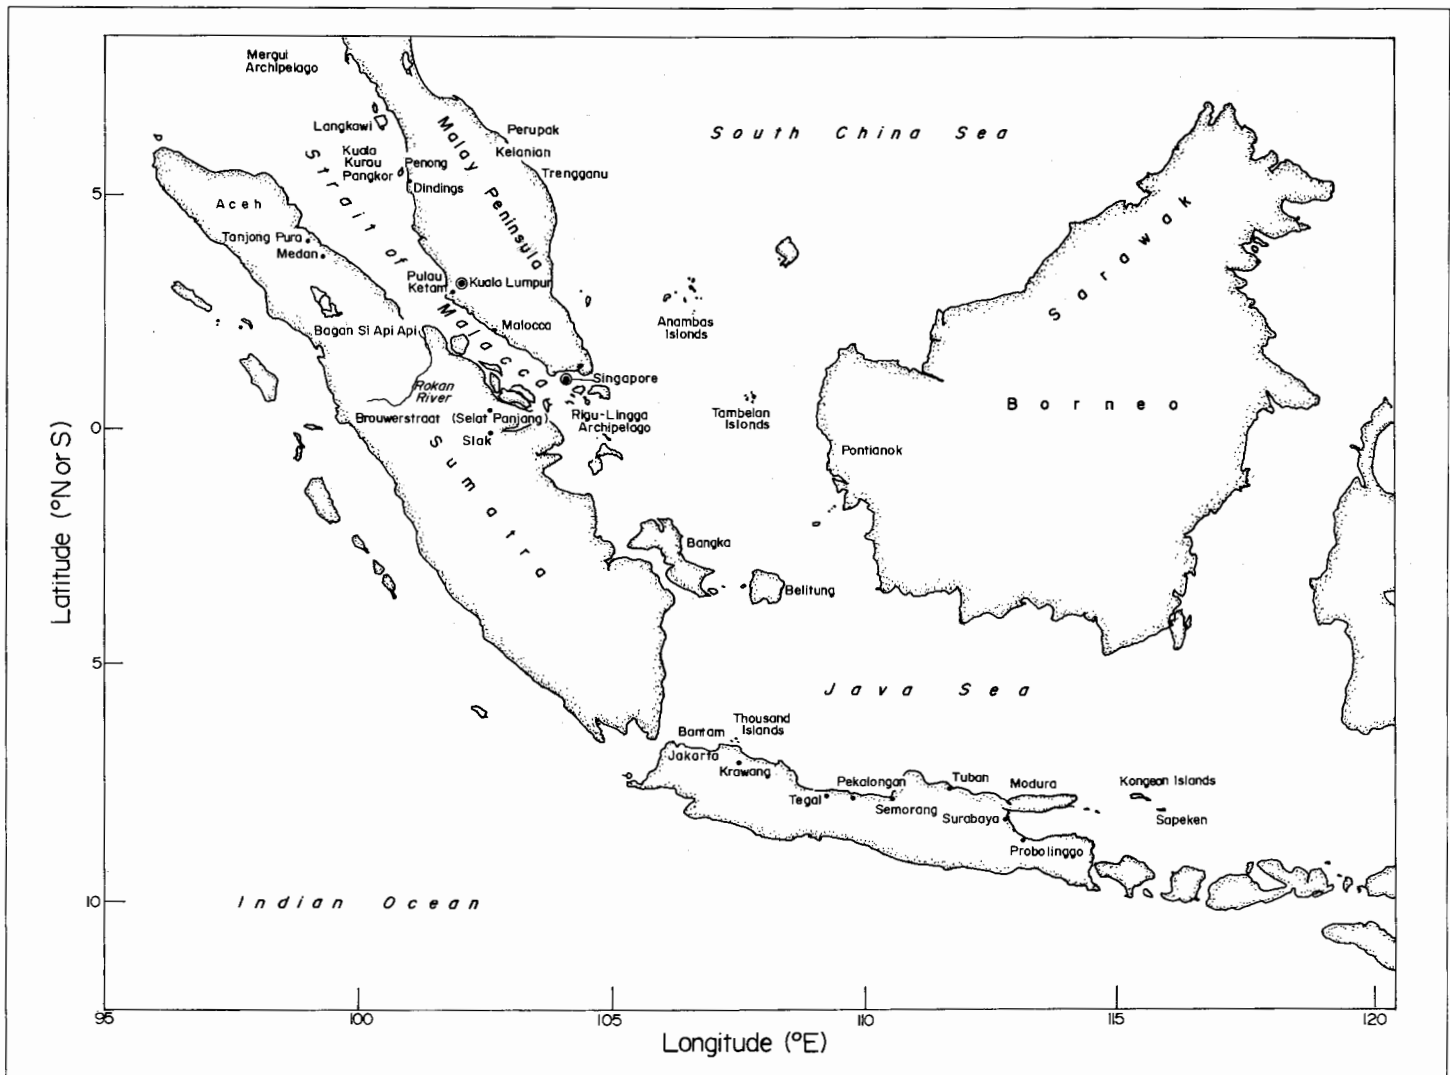 Mergui
Archipelago
Langkawi
Kuala
Kurau
Pangkor
Penang
Dindings
Perupak
Kelanian
Trengganu
Malay Peninsula
Strait of Malacca
South China Sea
5
Aceh
Tanjong Pura
Medan
Pulau
Ketam
Kuala Lumpur
Malacca
Bagan Si Api Api
Anambas
Islands
Sarawak
Singapore
Rokan
River
Brouwerstraat (Selat Panjang)
Riau-Lingga
Archipelago
Tambelan
Islands
Borneo
0
Siak
Sumatra
Pontianak
Latitude (°N or S)
Bangka
Belitung
5
Java Sea
Thousand
Islands
Bantam
Jakarta
Krawang
Tegal
Pekalongan
Semarang
Tuban
Madura
Surabaya
Probolinggo
Kangean Islands
Sapeken
10
Indian Ocean
95
100
105
110
115
120
Longitude (°E)